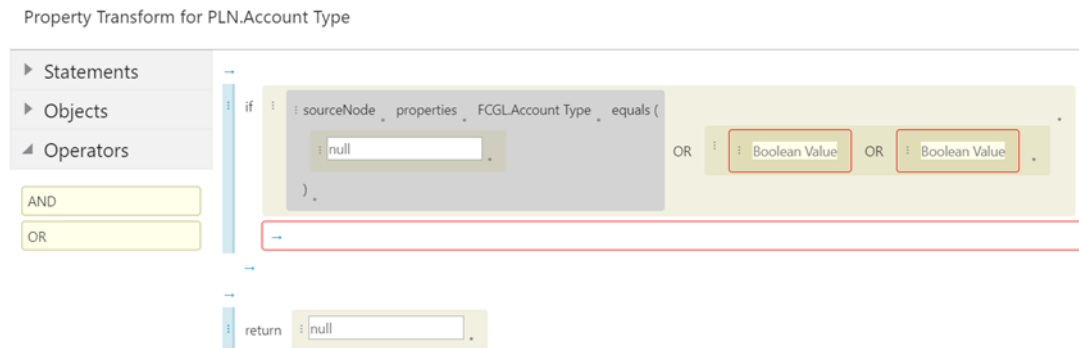 Property Transform for PLN.Account Type
Statements
Objects
Operators
AND
OR
if sourceNode . properties . FCGL.Account Type . equals (
null .
) .
OR Boolean Value OR Boolean Value . .
return null .